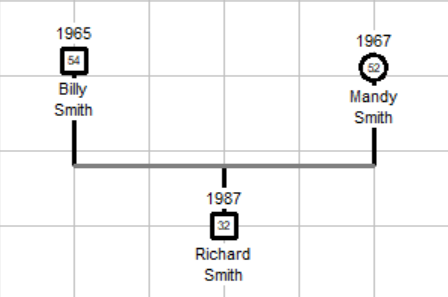 1965
54
Billy
Smith
1967
52
Mandy
Smith
1987
32
Richard
Smith